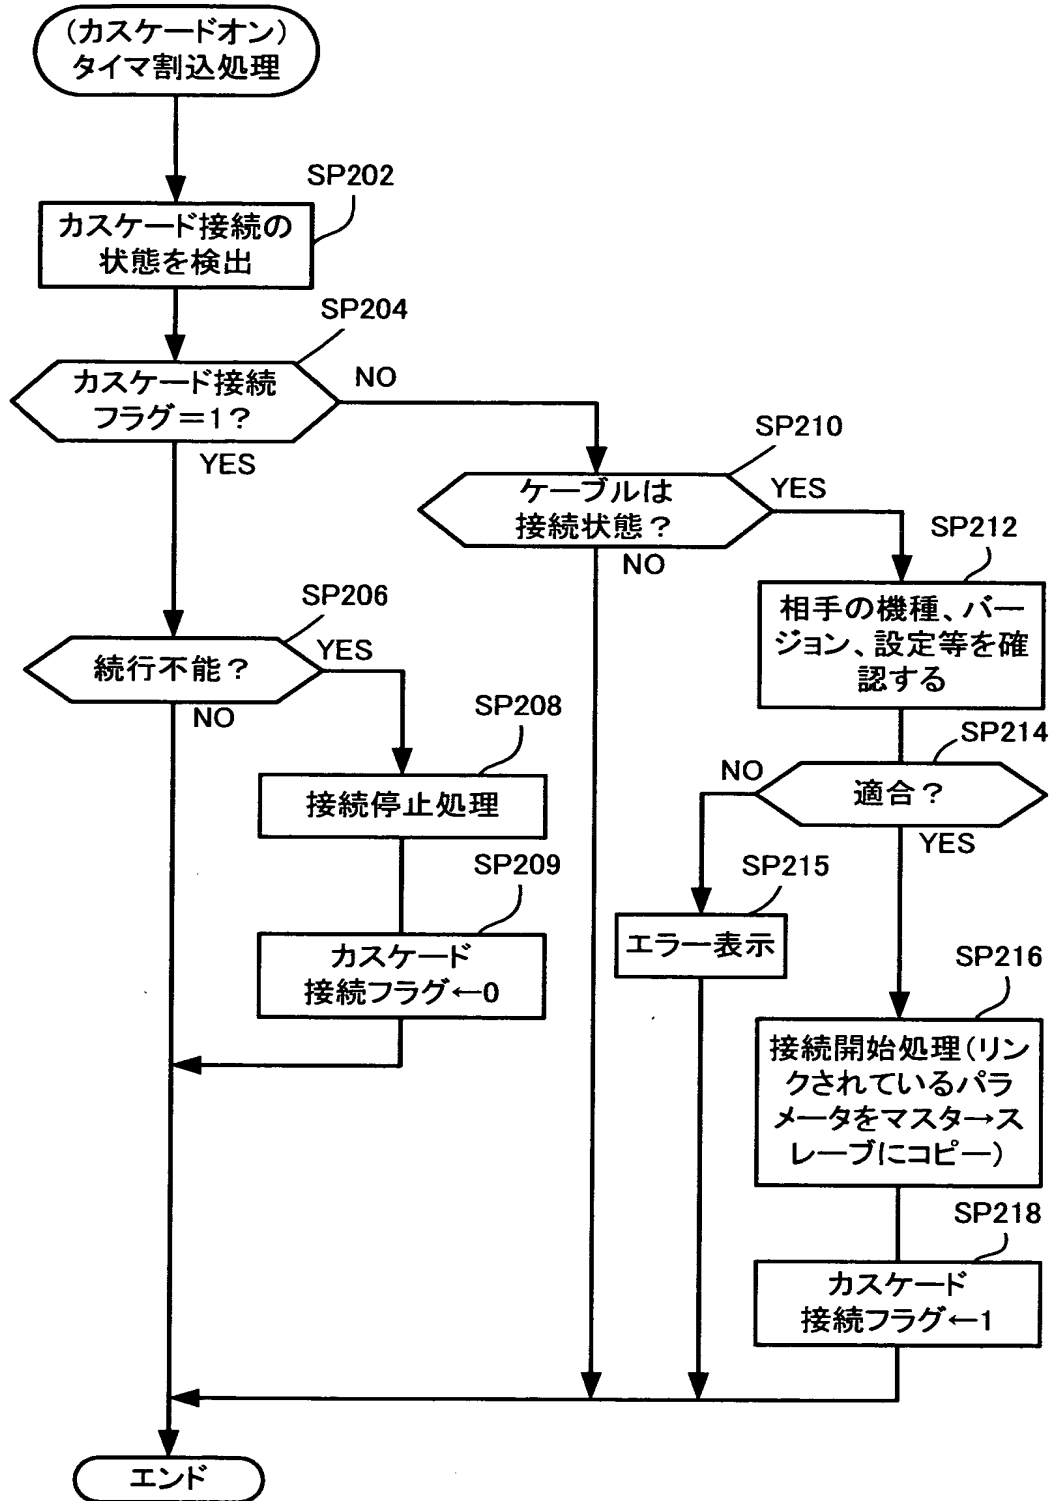 (カスケードオン)
タイマ割込処理
SP202
カスケード接続の
状態を検出
SP204
カスケード接続
フラグ＝1？
NO
YES
SP210
ケーブルは
接続状態？
YES
NO
SP212
相手の機種、バー
ジョン、設定等を確
認する
SP206
続行不能？
YES
NO
SP208
接続停止処理
SP214
適合？
NO
YES
SP209
カスケード
接続フラグ←0
SP215
エラー表示
SP216
接続開始処理(リン
クされているパラ
メータをマスタ→ス
レーブにコピー)
SP218
カスケード
接続フラグ←1
エンド